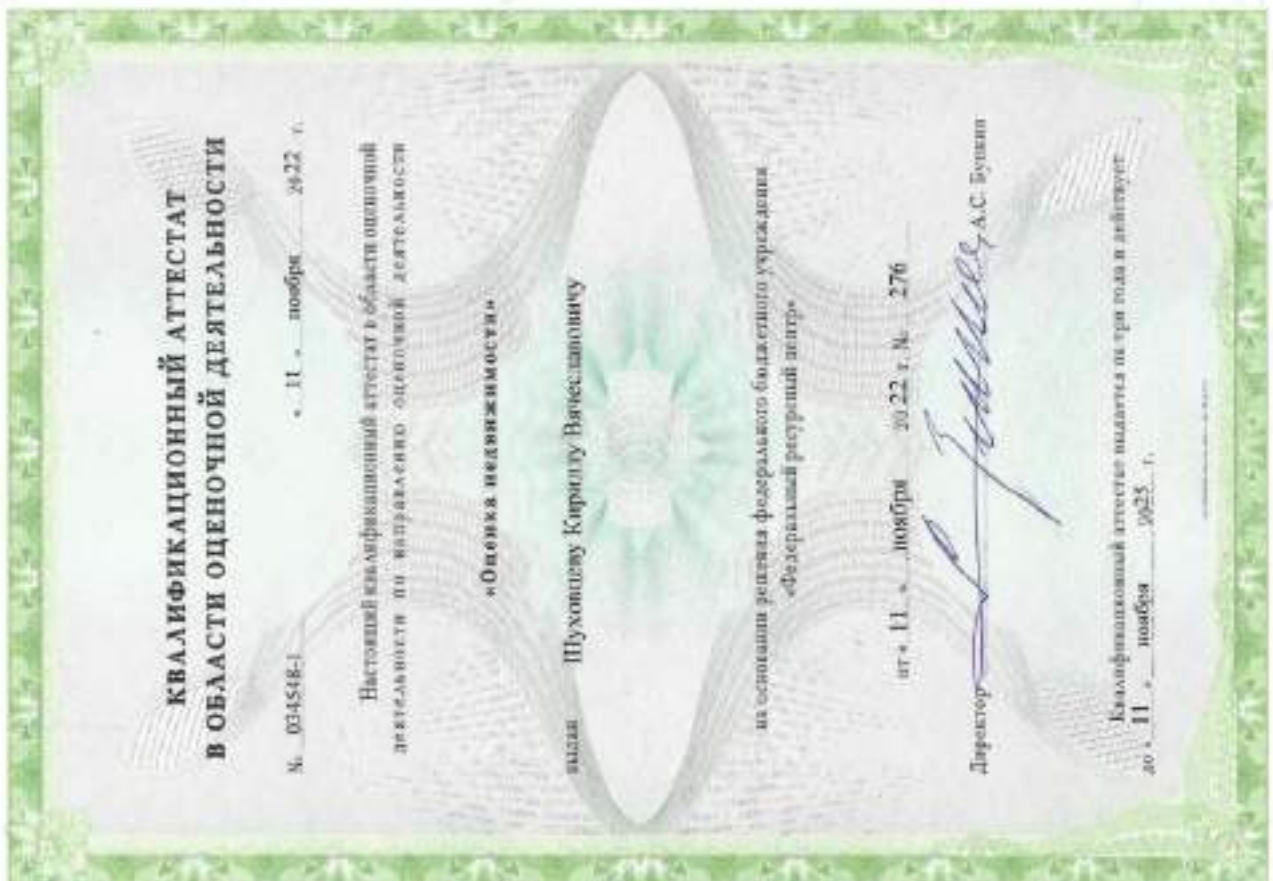 КВАЛИФИКАЦИОННЫЙ АТТЕСТАТ
В ОБЛАСТИ ОЦЕНОЧНОЙ ДЕЯТЕЛЬНОСТИ
№ 034548-1 « 11 » ноября 2022 г.
Настоящий квалификационный аттестат в области оценочной
деятельности по направлению оценочной деятельности
«Оценка недвижимости»
выдан Шуховцеву Кириллу Вячеславовичу
на основании решения федерального бюджетного учреждения
«Федеральный ресурсный центр»
от « 11 » ноября 2022 г. № 276
Директор А.С. Бункин
Квалификационный аттестат выдается на три года и действует
до « 11 » ноября 2025 г.